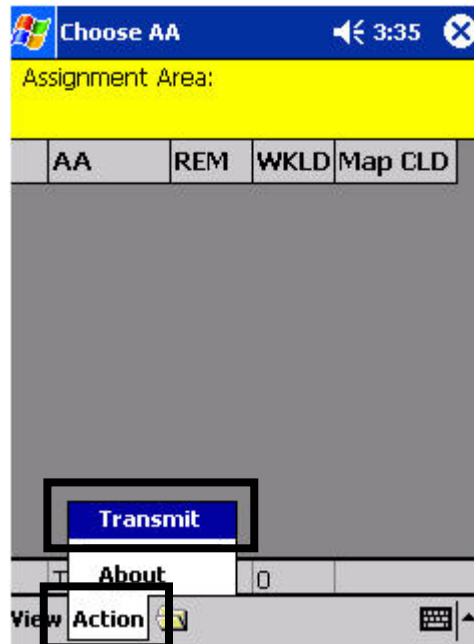 Choose AA 3:35
Assignment Area:
AA REM WKLD Map CLD
Transmit
About 0
View Action